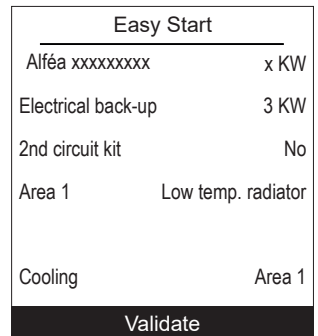 Easy Start
Alféa xxxxxxxxx x KW
Electrical back-up 3 KW
2nd circuit kit No
Area 1 Low temp. radiator
Cooling Area 1
Validate